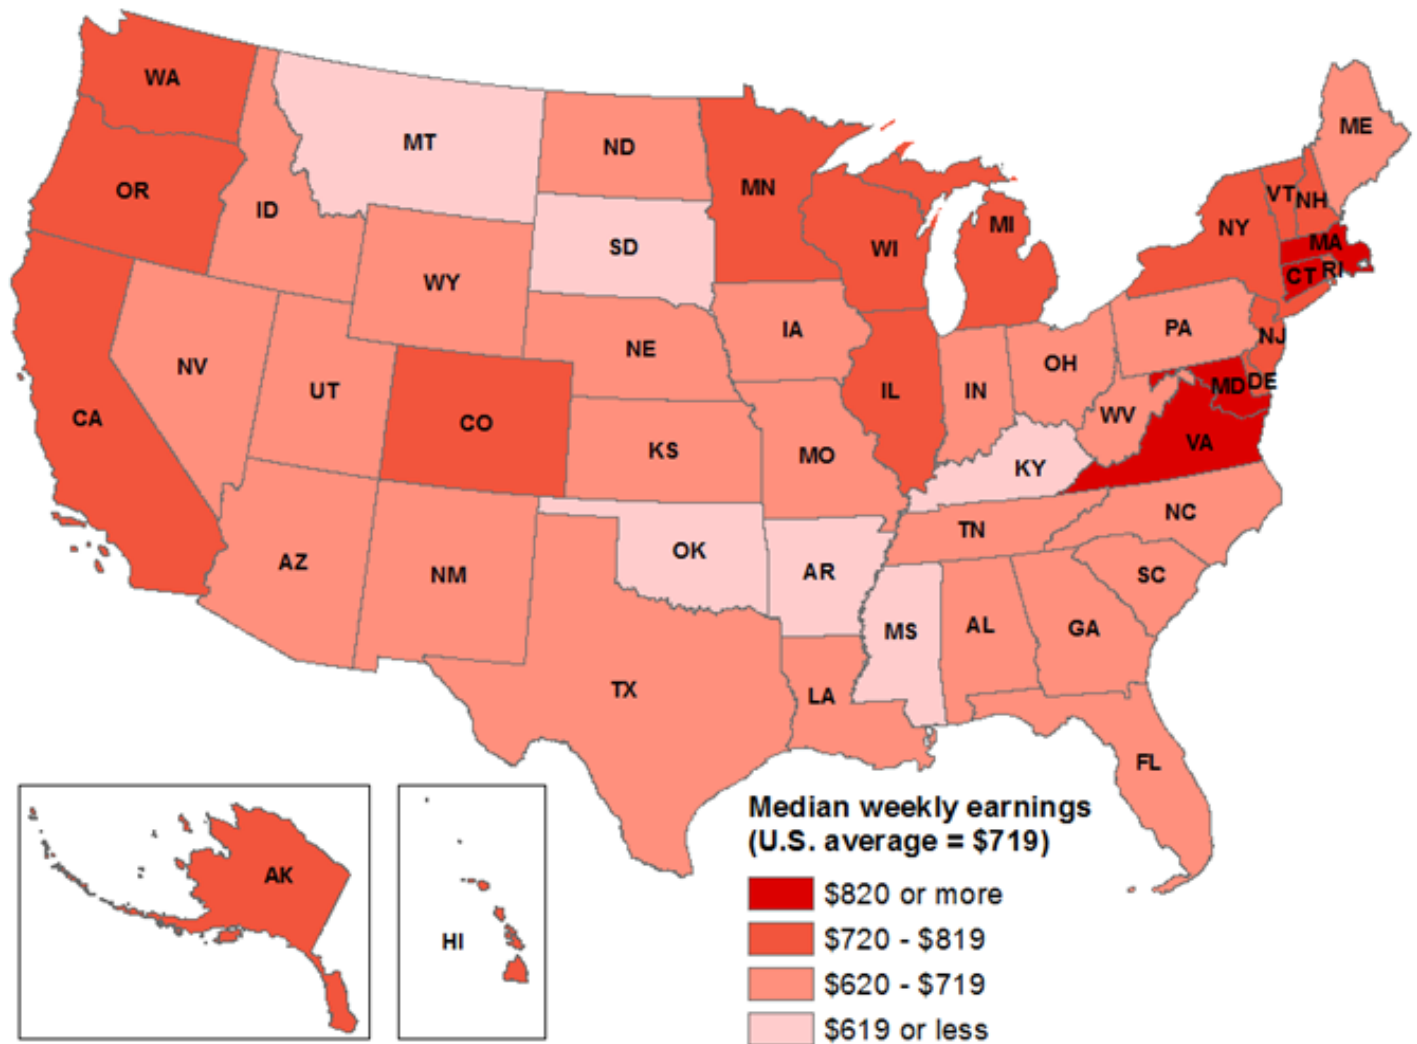 WA
MT
ND
ME
OR
ID
MN
VT
NH
SD
WI
MI
NY
MA
WY
CT
RI
IA
PA
NV
NE
NJ
UT
IL
IN
OH
MD
DE
CA
CO
WV
KS
MO
KY
VA
AZ
NM
OK
AR
TN
NC
SC
MS
AL
GA
TX
LA
FL
AK
HI
Median weekly earnings
(U.S. average = $719)
$820 or more
$720 - $819
$620 - $719
$619 or less